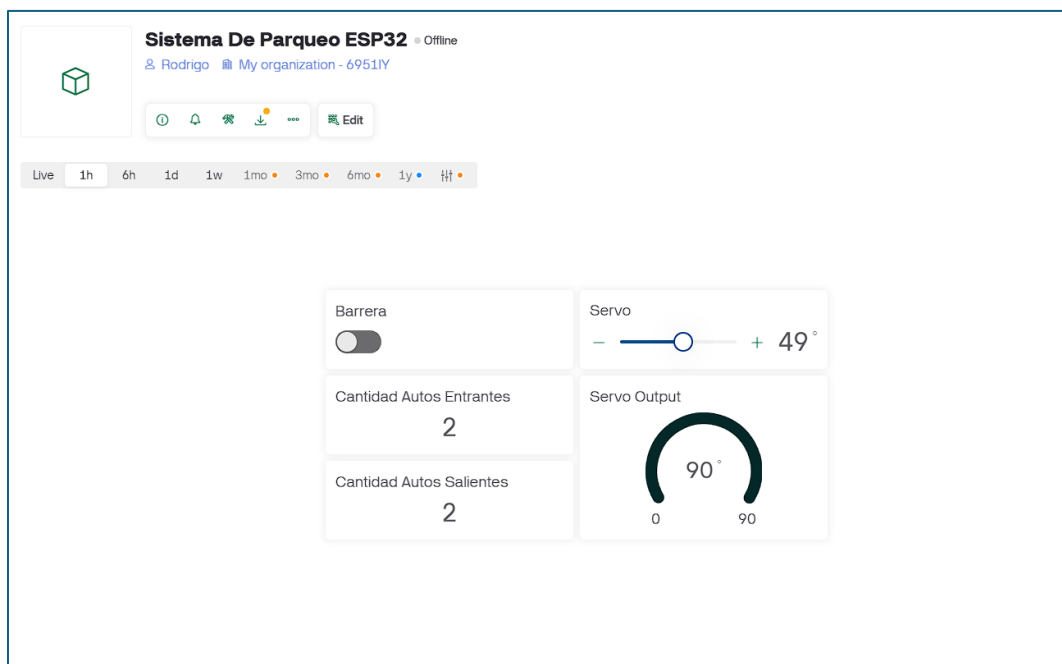 Sistema De Parqueo ESP32 Offline
Rodrigo My organization - 6951IY
Edit
Live 1h 6h 1d 1w 1mo 3mo 6mo 1y
Barrera
Servo
49°
Cantidad Autos Entrantes
2
Servo Output
90°
0 90
Cantidad Autos Salientes
2